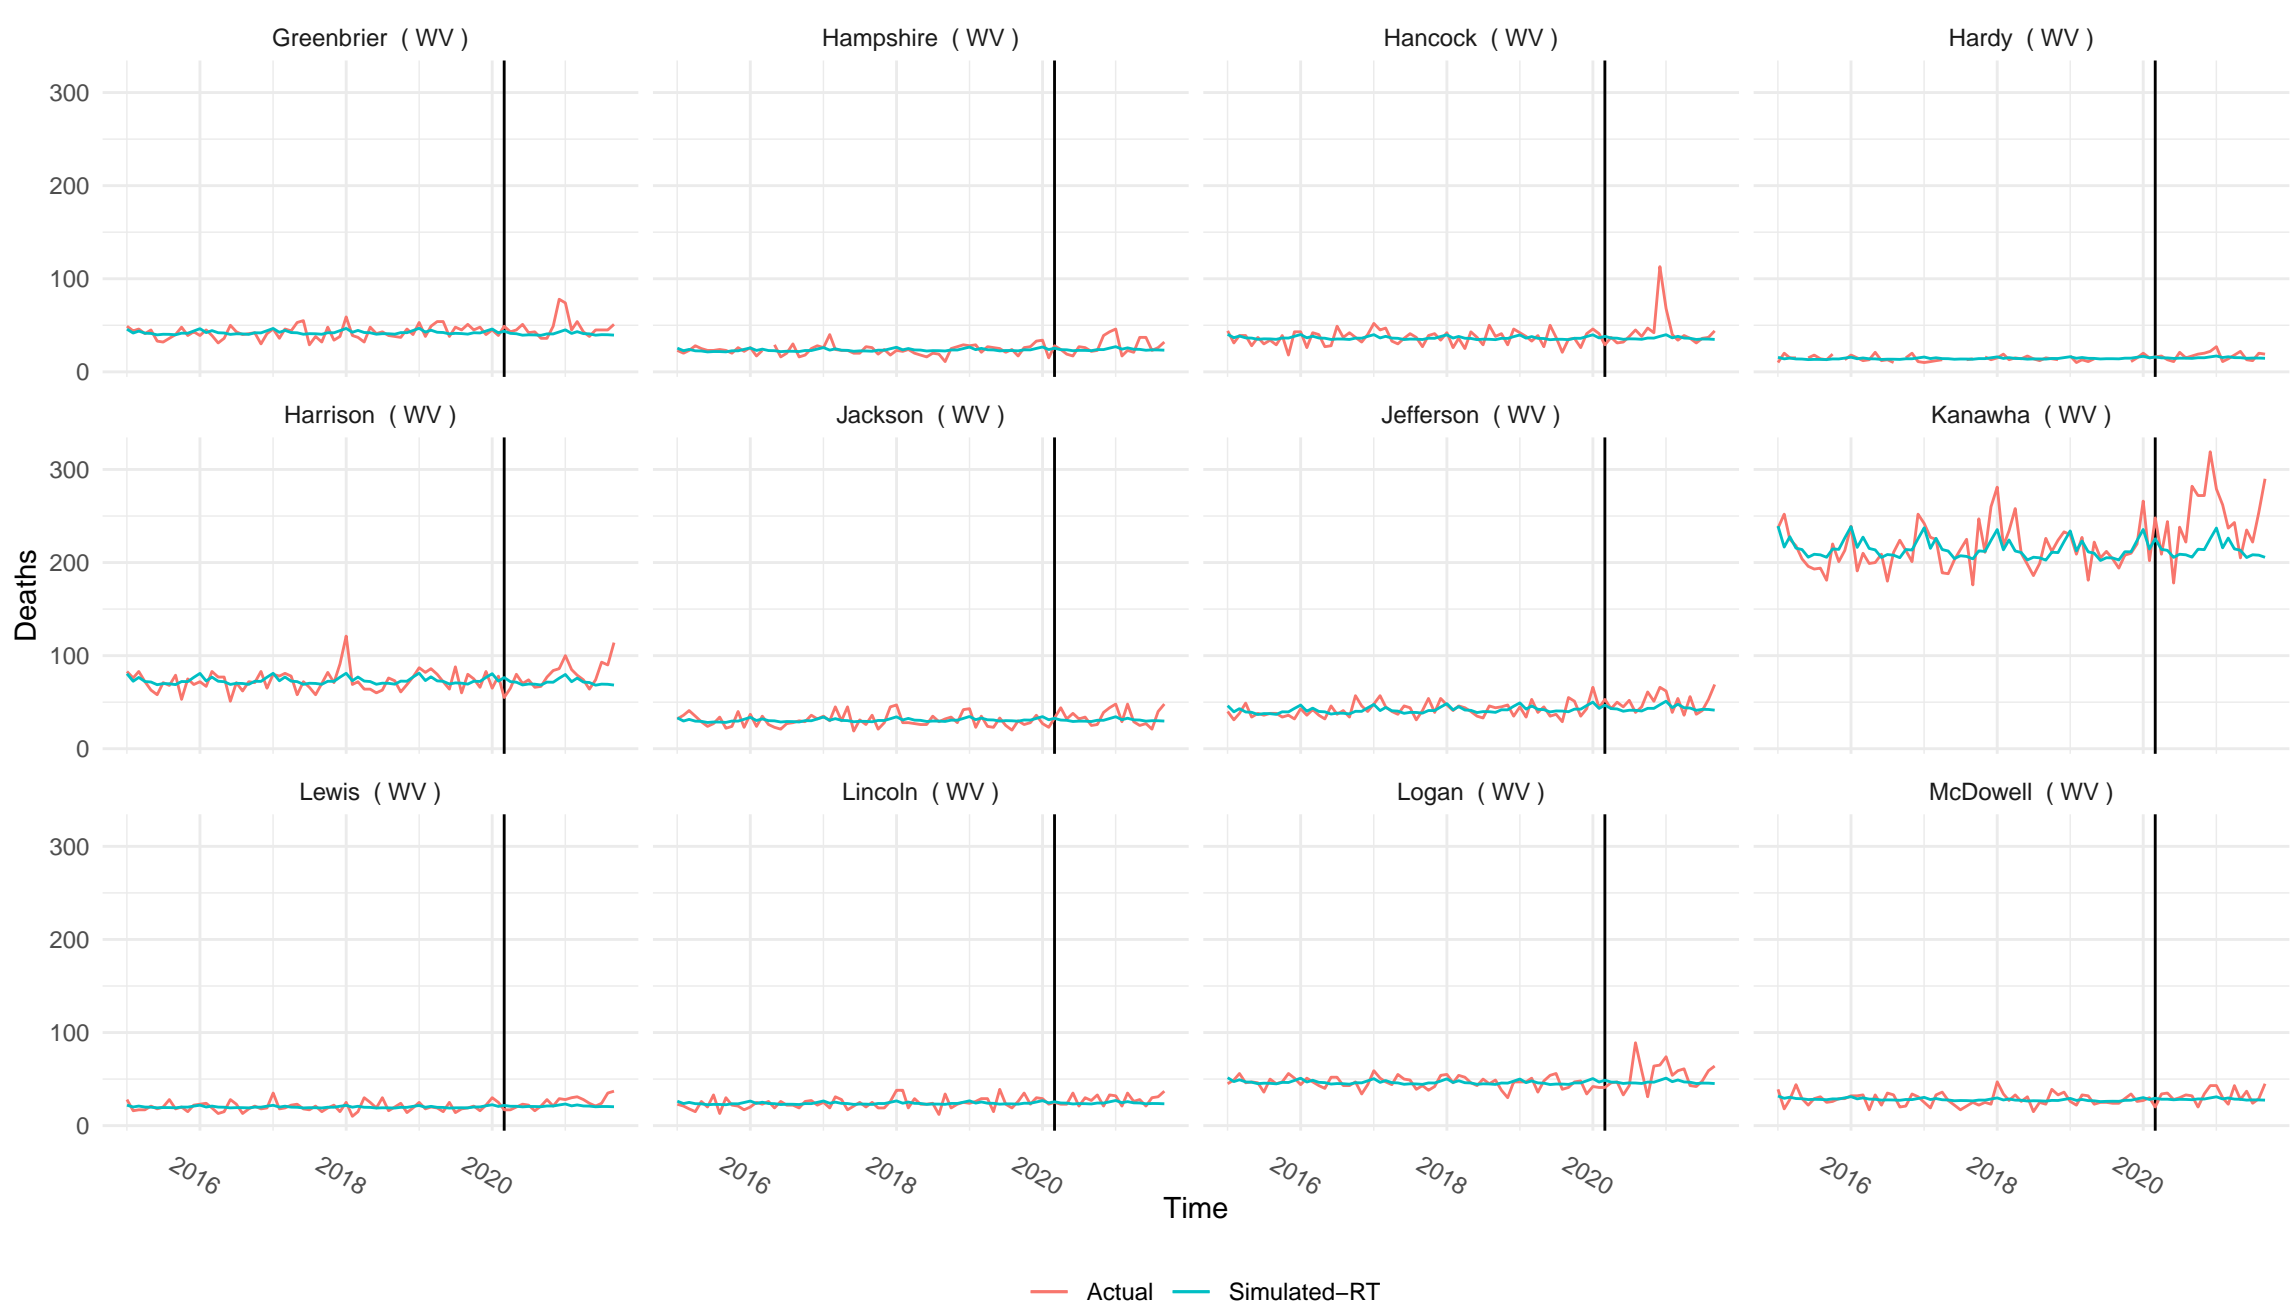 Greenbrier ( WV )
Hampshire ( WV )
Hancock ( WV )
Hardy ( WV )
300
200
100
0
Harrison ( WV )
Jackson ( WV )
Jefferson ( WV )
Kanawha ( WV )
300
200
100
0
Deaths
Lewis ( WV )
Lincoln ( WV )
Logan ( WV )
McDowell ( WV )
300
200
100
0
2016 2018 2020 2016 2018 2020 2016 2018 2020 2016 2018 2020
Time
Actual Simulated−RT